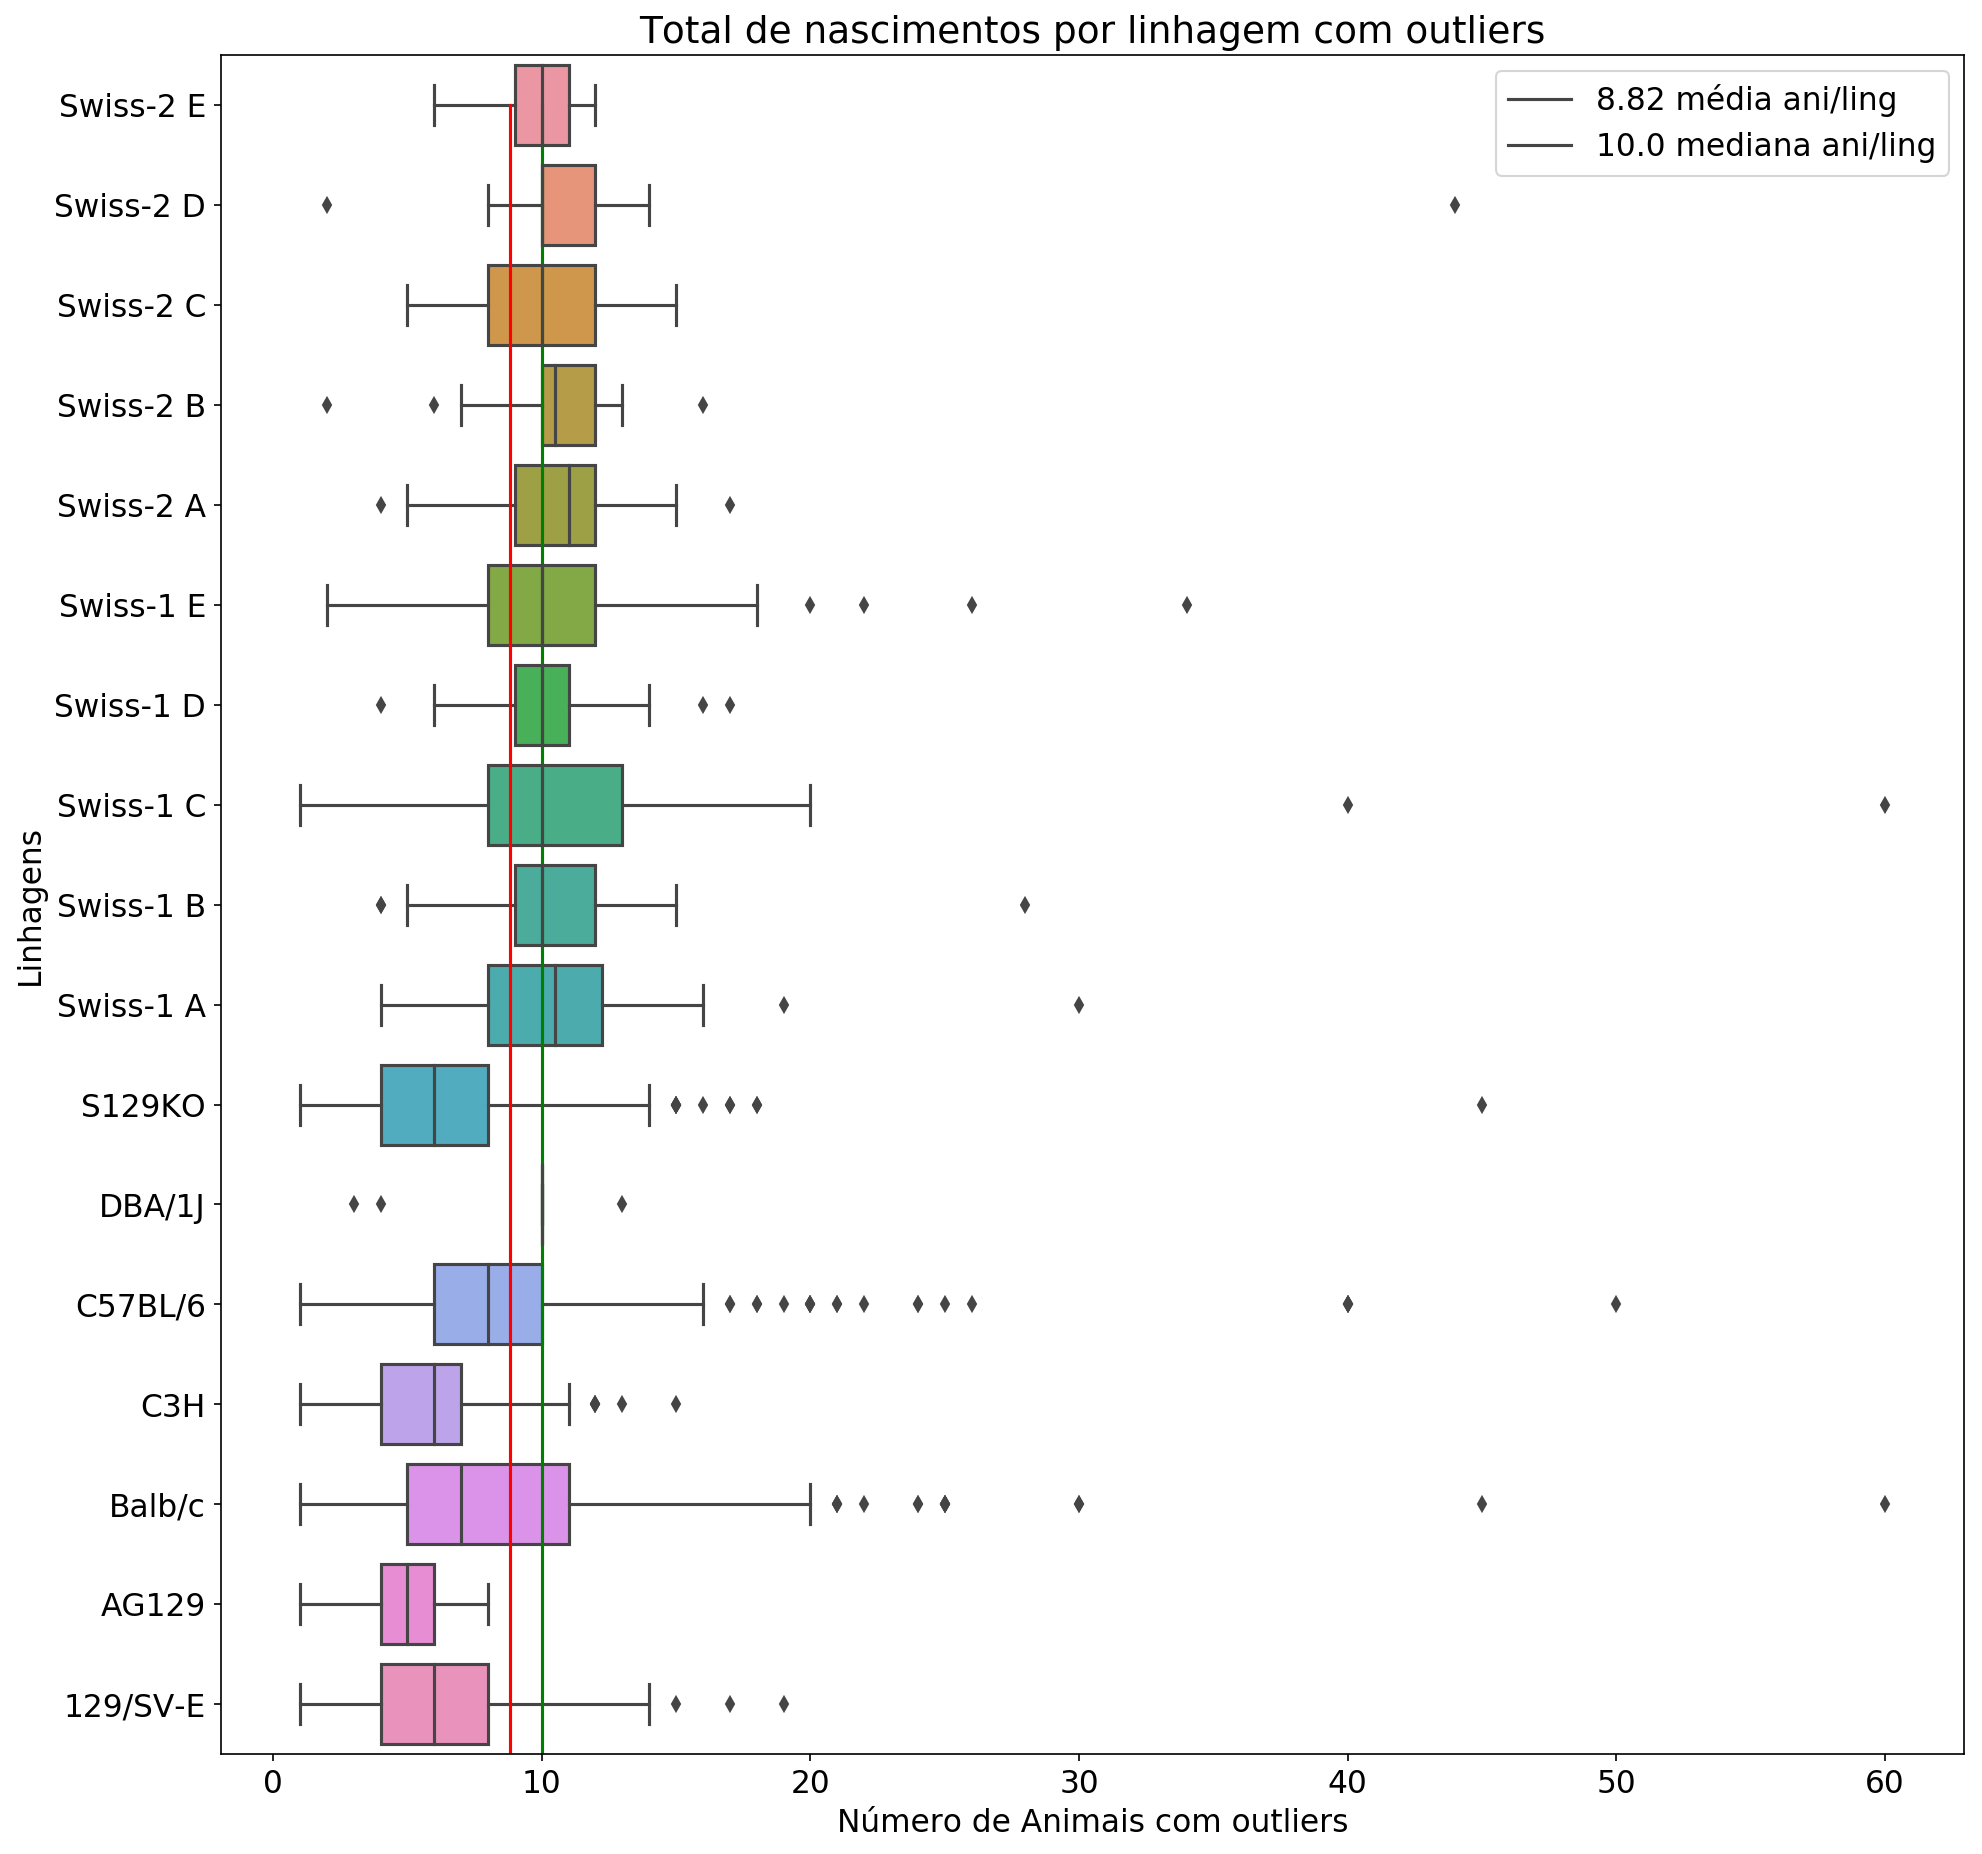 Total de nascimentos por linhagem com outliers
8.82 média ani/ling
10.0 mediana ani/ling
Linhagens
Swiss-2 E
Swiss-2 D
Swiss-2 C
Swiss-2 B
Swiss-2 A
Swiss-1 E
Swiss-1 D
Swiss-1 C
Swiss-1 B
Swiss-1 A
S129KO
DBA/1J
C57BL/6
C3H
Balb/c
AG129
129/SV-E
0 10 20 30 40 50 60
Número de Animais com outliers